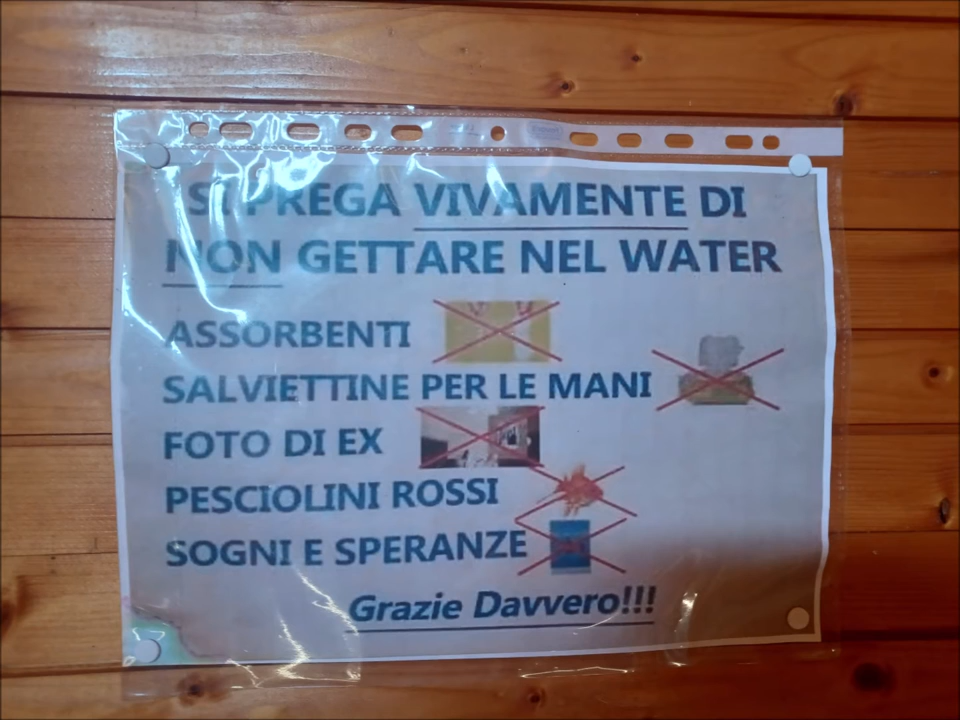 SI PREGA VIVAMENTE DI
NON GETTARE NEL WATER
ASSORBENTI
SALVIETTINE PER LE MANI
FOTO DI EX
PESCIOLINI ROSSI
SOGNI E SPERANZE
Grazie Davvero!!!